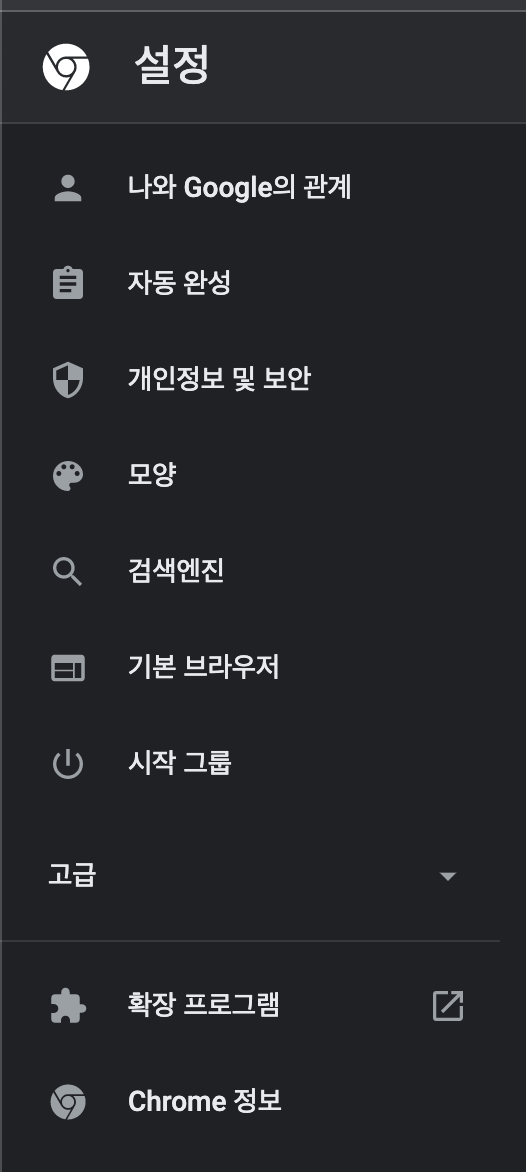 설정
나와 Google의 관계
자동 완성
개인정보 및 보안
모양
검색엔진
기본 브라우저
시작 그룹
고급
확장 프로그램
Chrome 정보